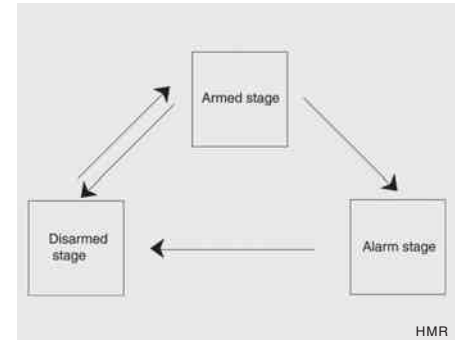 Armed stage
Disarmed
stage
Alarm stage
HMR